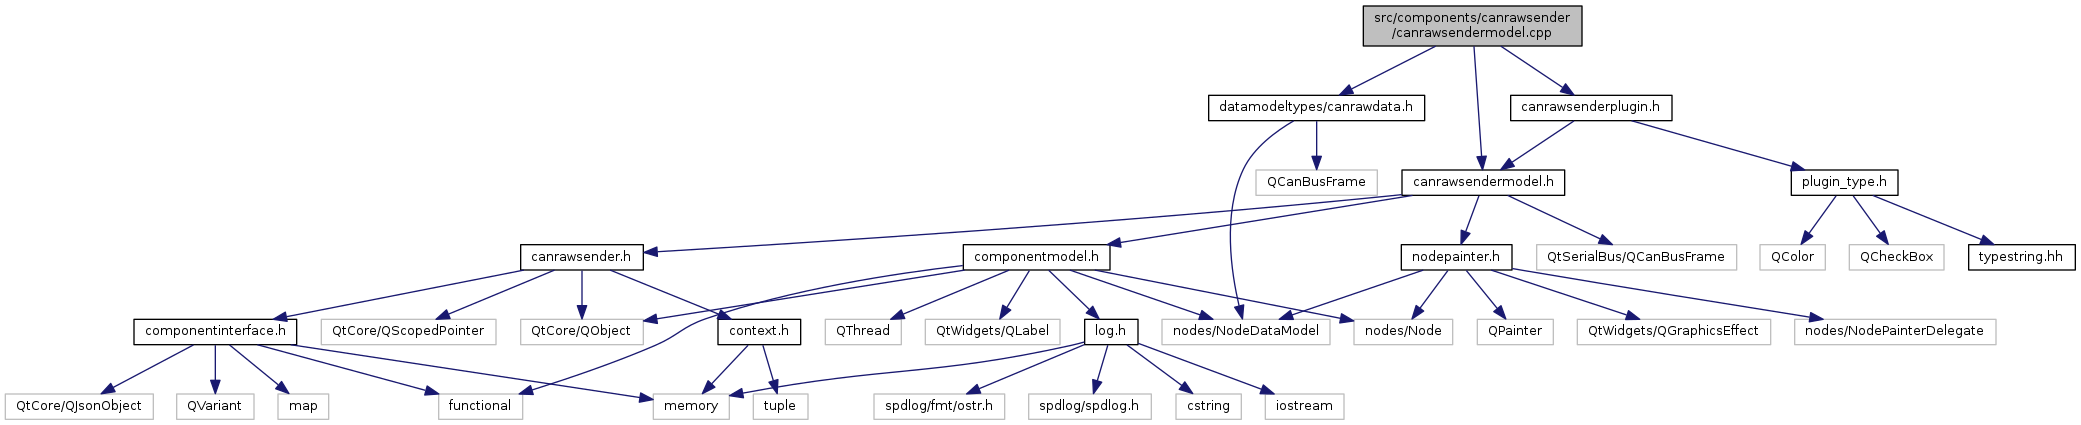 src/components/canrawsender
/canrawsendermodel.cpp
datamodeltypes/canrawdata.h
canrawsenderplugin.h
QCanBusFrame
canrawsendermodel.h
plugin_type.h
canrawsender.h
componentmodel.h
nodepainter.h
QtSerialBus/QCanBusFrame
QColor
QCheckBox
typestring.hh
componentinterface.h
QtCore/QScopedPointer
QtCore/QObject
context.h
QThread
QtWidgets/QLabel
log.h
nodes/NodeDataModel
nodes/Node
QPainter
QtWidgets/QGraphicsEffect
nodes/NodePainterDelegate
QtCore/QJsonObject
QVariant
map
functional
memory
tuple
spdlog/fmt/ostr.h
spdlog/spdlog.h
cstring
iostream